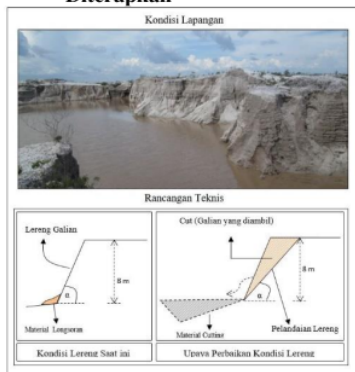 Diterapkan
Kondisi Lapangan
Rancangan Teknis
Lereng Galian
8 m
α
Material Longsoran
Kondisi Lereng Saat ini
Cut (Galian yang diambil)
8 m
α
Material Cutting
Pelandaian Lereng
Upaya Perbaikan Kondisi Lereng